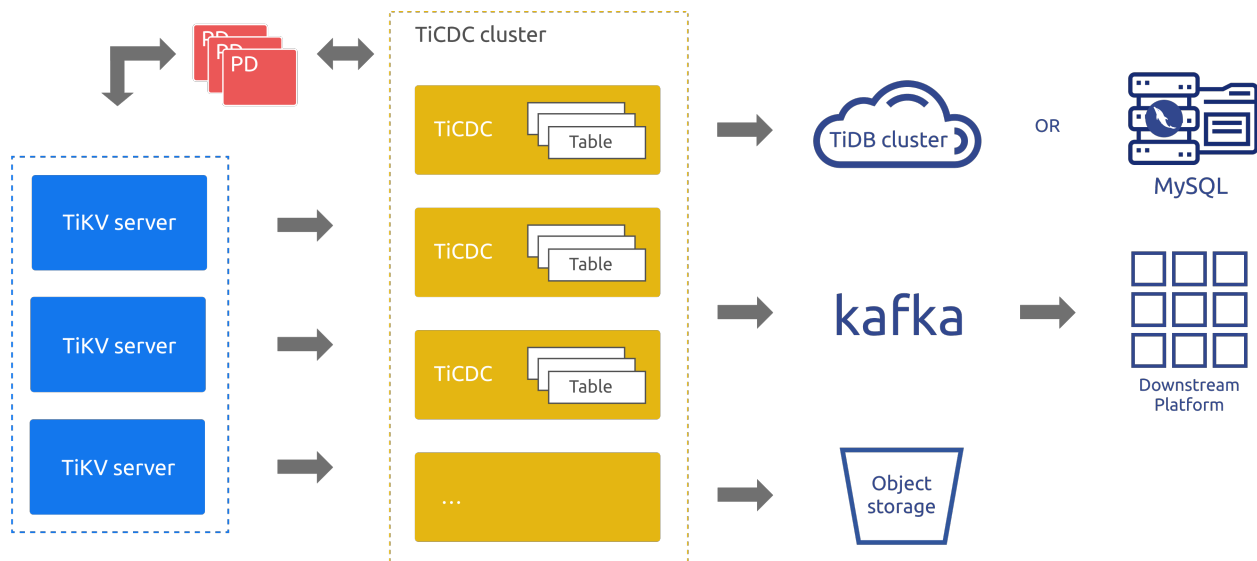 PD
PD
PD
TiCDC cluster
TiKV server
TiKV server
TiKV server
TiCDC
Table
TiCDC
Table
TiCDC
Table
...
TiDB cluster
OR
MySQL
kafka
Downstream
Platform
Object
storage